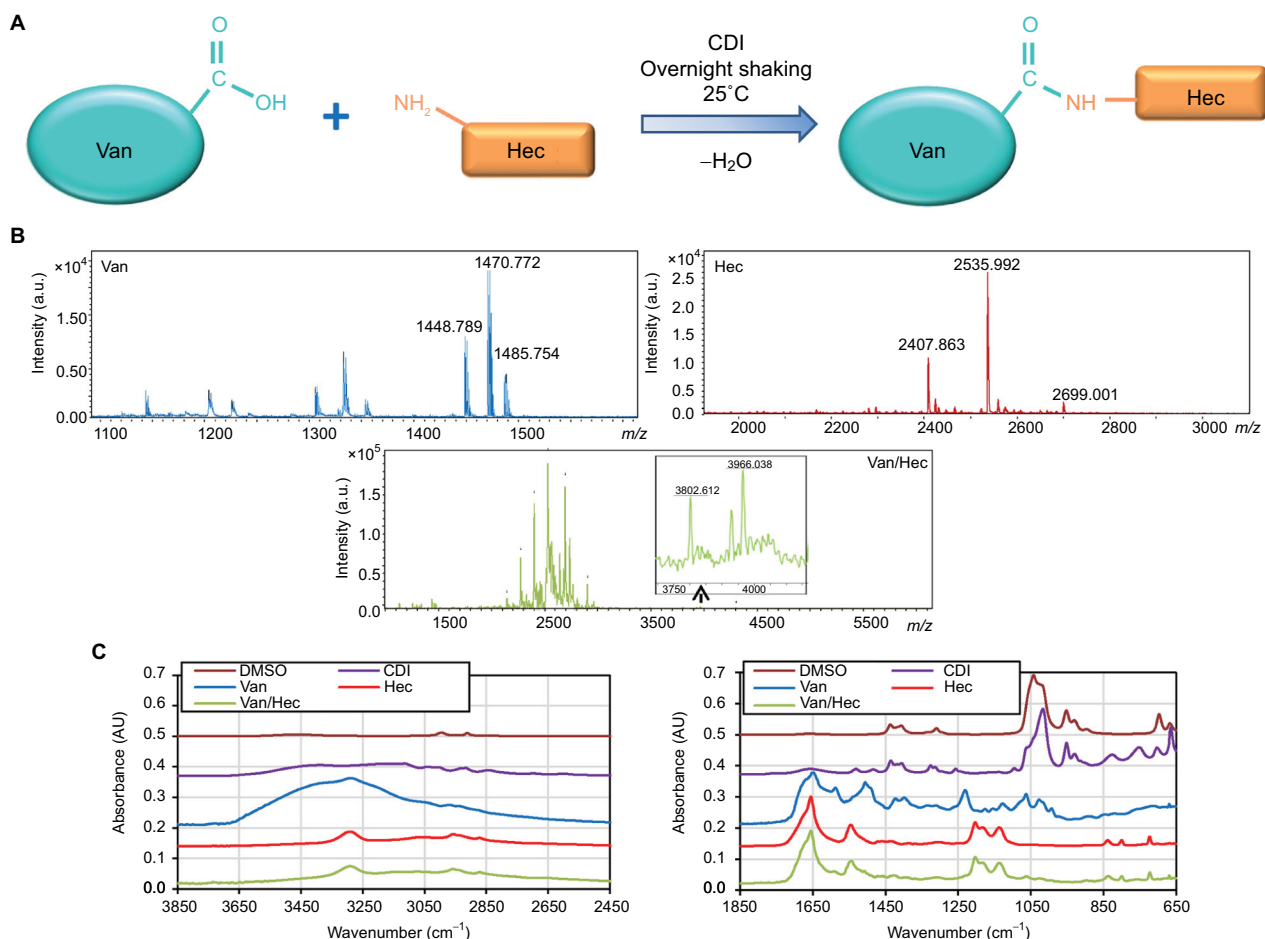 A
O
C
OH
Van
NH₂
Hec
CDI
Overnight shaking
25˚C
−H₂O
O
C
NH
Hec
Van
B
Van
×10⁴
Intensity (a.u.)
1.50
0.50
0.00
1448.789
1470.772
1485.754
1100
1200
1300
1400
1500
m/z
Hec
×10⁴
Intensity (a.u.)
2.5
2.0
1.5
1.0
0.5
0.0
2407.863
2535.992
2699.001
2000
2200
2400
2600
2800
3000
m/z
Van/Hec
×10⁵
Intensity (a.u.)
1.5
1.0
0.5
0.0
3802.612
3966.038
3750
4000
1500
2500
3500
4500
5500
m/z
C
DMSO
CDI
Van
Hec
Van/Hec
Absorbance (AU)
0.7
0.6
0.5
0.4
0.3
0.2
0.1
0.0
3850
3650
3450
3250
3050
2850
2650
2450
Wavenumber (cm⁻¹)
DMSO
CDI
Van
Hec
Van/Hec
Absorbance (AU)
0.7
0.6
0.5
0.4
0.3
0.2
0.1
0.0
1850
1650
1450
1250
1050
850
650
Wavenumber (cm⁻¹)